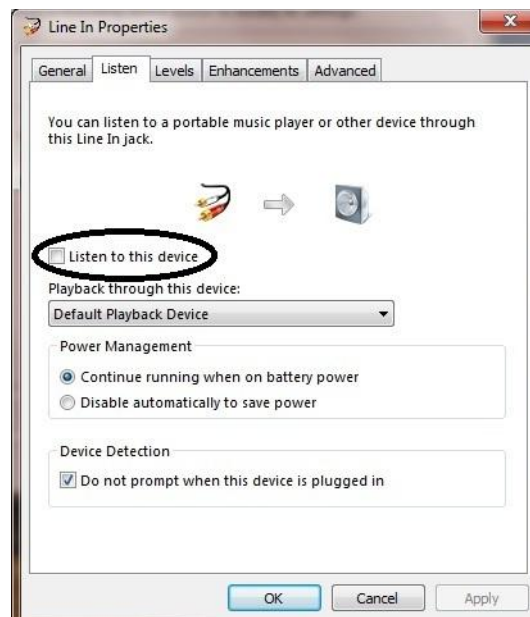 Line In Properties
General Listen Levels Enhancements Advanced
You can listen to a portable music player or other device through
this Line In jack.
Listen to this device
Playback through this device:
Default Playback Device
Power Management
Continue running when on battery power
Disable automatically to save power
Device Detection
Do not prompt when this device is plugged in
OK Cancel Apply